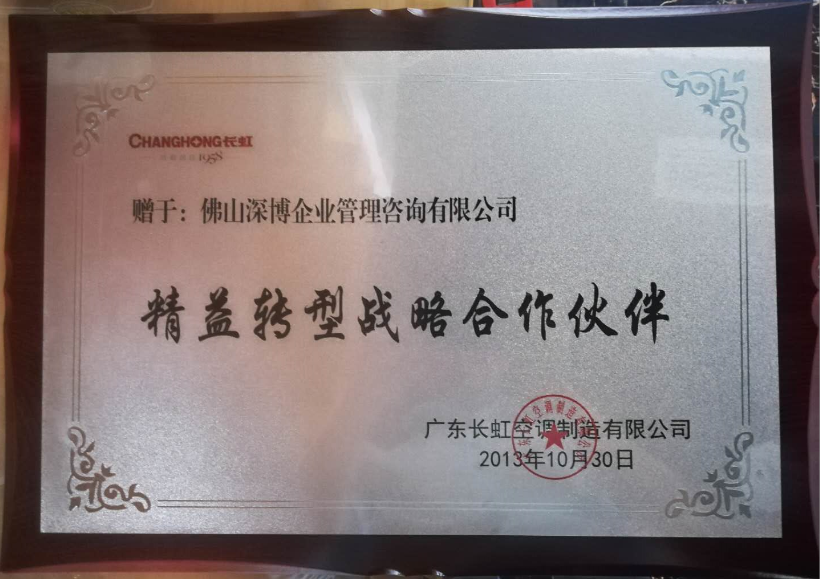 CHANGHONG长虹
1958
赠于：佛山深博企业管理咨询有限公司
精益转型战略合作伙伴
广东长虹空调制造有限公司
2013年10月30日